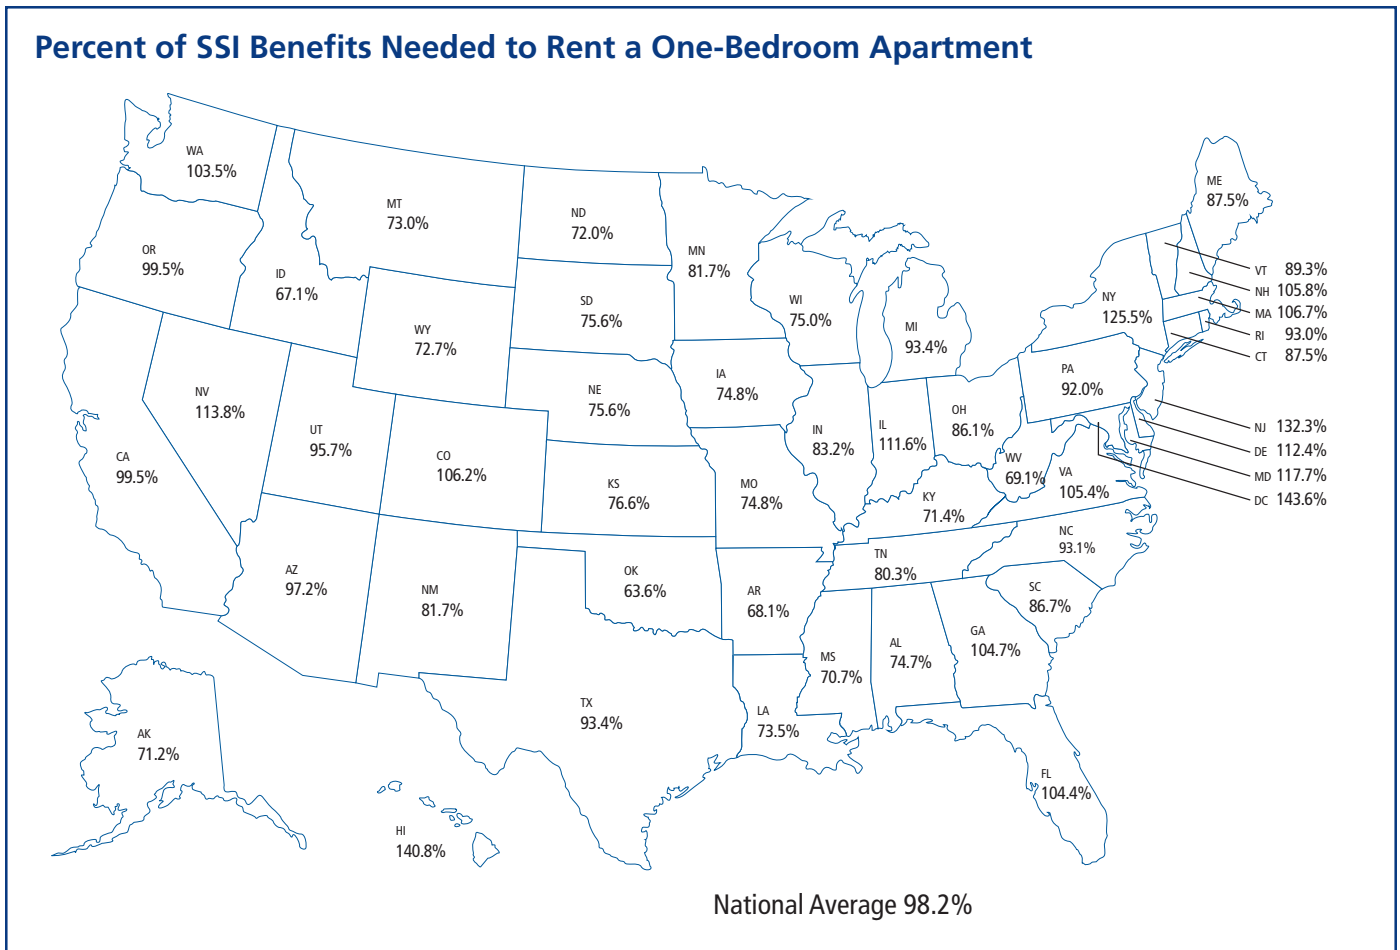 Percent of SSI Benefits Needed to Rent a One-Bedroom Apartment
WA
103.5%
OR
99.5%
CA
99.5%
ID
67.1%
NV
113.8%
MT
73.0%
WY
72.7%
UT
95.7%
CO
106.2%
AZ
97.2%
NM
81.7%
ND
72.0%
SD
75.6%
NE
75.6%
KS
76.6%
OK
63.6%
TX
93.4%
MN
81.7%
IA
74.8%
MO
74.8%
AR
68.1%
LA
73.5%
WI
75.0%
IN
83.2%
IL
111.6%
MI
93.4%
OH
86.1%
KY
71.4%
TN
80.3%
MS
70.7%
AL
74.7%
GA
104.7%
FL
104.4%
SC
86.7%
NC
93.1%
VA
105.4%
WV
69.1%
PA
92.0%
NY
125.5%
ME
87.5%
VT 89.3%
NH 105.8%
MA 106.7%
RI 93.0%
CT 87.5%
NJ 132.3%
DE 112.4%
MD 117.7%
DC 143.6%
AK
71.2%
HI
140.8%
National Average 98.2%